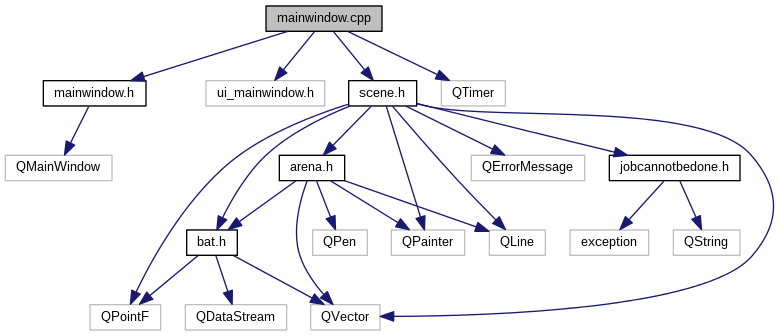 mainwindow.cpp
mainwindow.h
ui_mainwindow.h
scene.h
QTimer
QMainWindow
arena.h
QErrorMessage
jobcannotbedone.h
bat.h
QPen
QPainter
QLine
exception
QString
QPointF
QDataStream
QVector